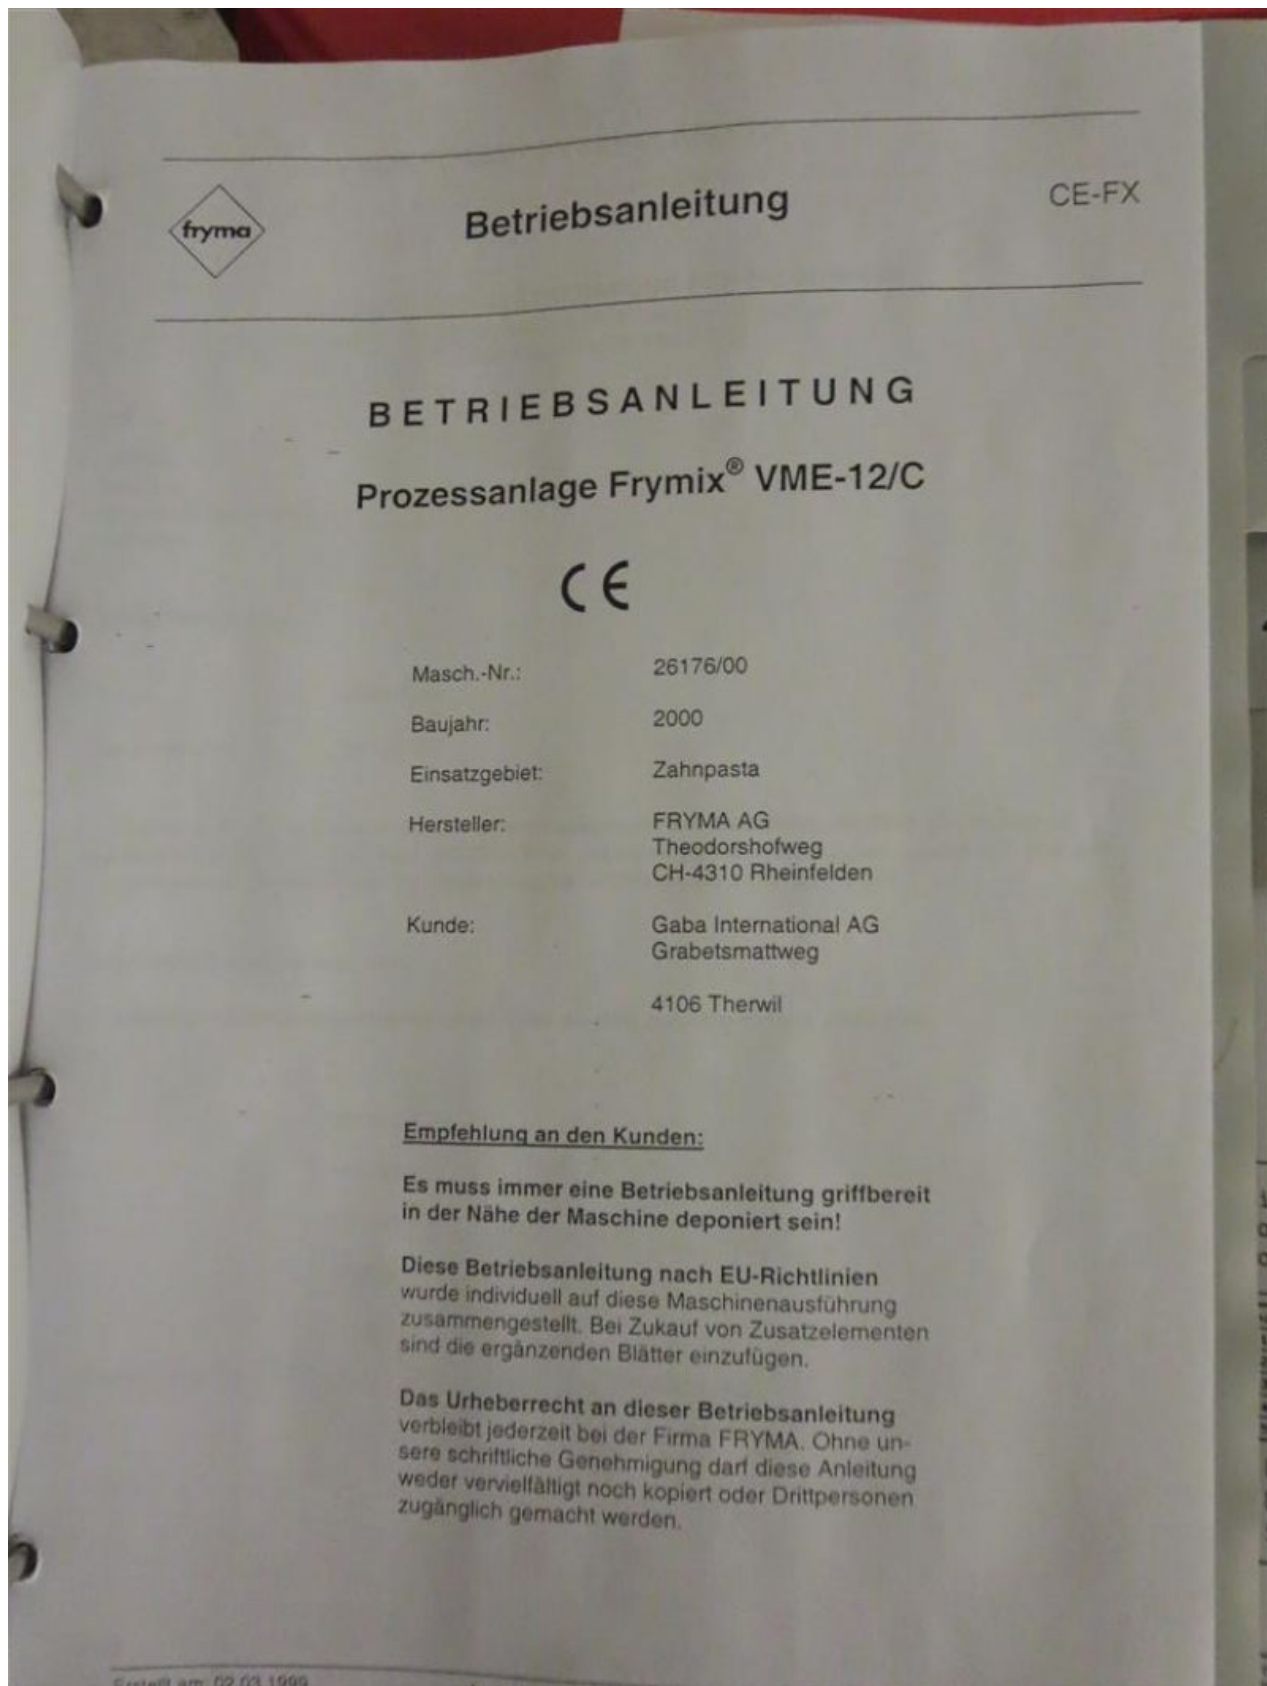 fryma
Betriebsanleitung
CE-FX
BETRIEBSANLEITUNG
Prozessanlage Frymix® VME-12/C
CE
Masch.-Nr.: 26176/00
Baujahr: 2000
Einsatzgebiet: Zahnpasta
Hersteller: FRYMA AG
Theodorshofweg
CH-4310 Rheinfelden
Kunde: Gaba International AG
Grabetsmattweg
4106 Therwil
Empfehlung an den Kunden:
Es muss immer eine Betriebsanleitung griffbereit
in der Nähe der Maschine deponiert sein!
Diese Betriebsanleitung nach EU-Richtlinien
wurde individuell auf diese Maschinenausführung
zusammengestellt. Bei Zukauf von Zusatzelementen
sind die ergänzenden Blätter einzufügen.
Das Urheberrecht an dieser Betriebsanleitung
verbleibt jederzeit bei der Firma FRYMA. Ohne un-
sere schriftliche Genehmigung darf diese Anleitung
weder vervielfältigt noch kopiert oder Drittpersonen
zugänglich gemacht werden.
Erstellt am: 02.03.1999